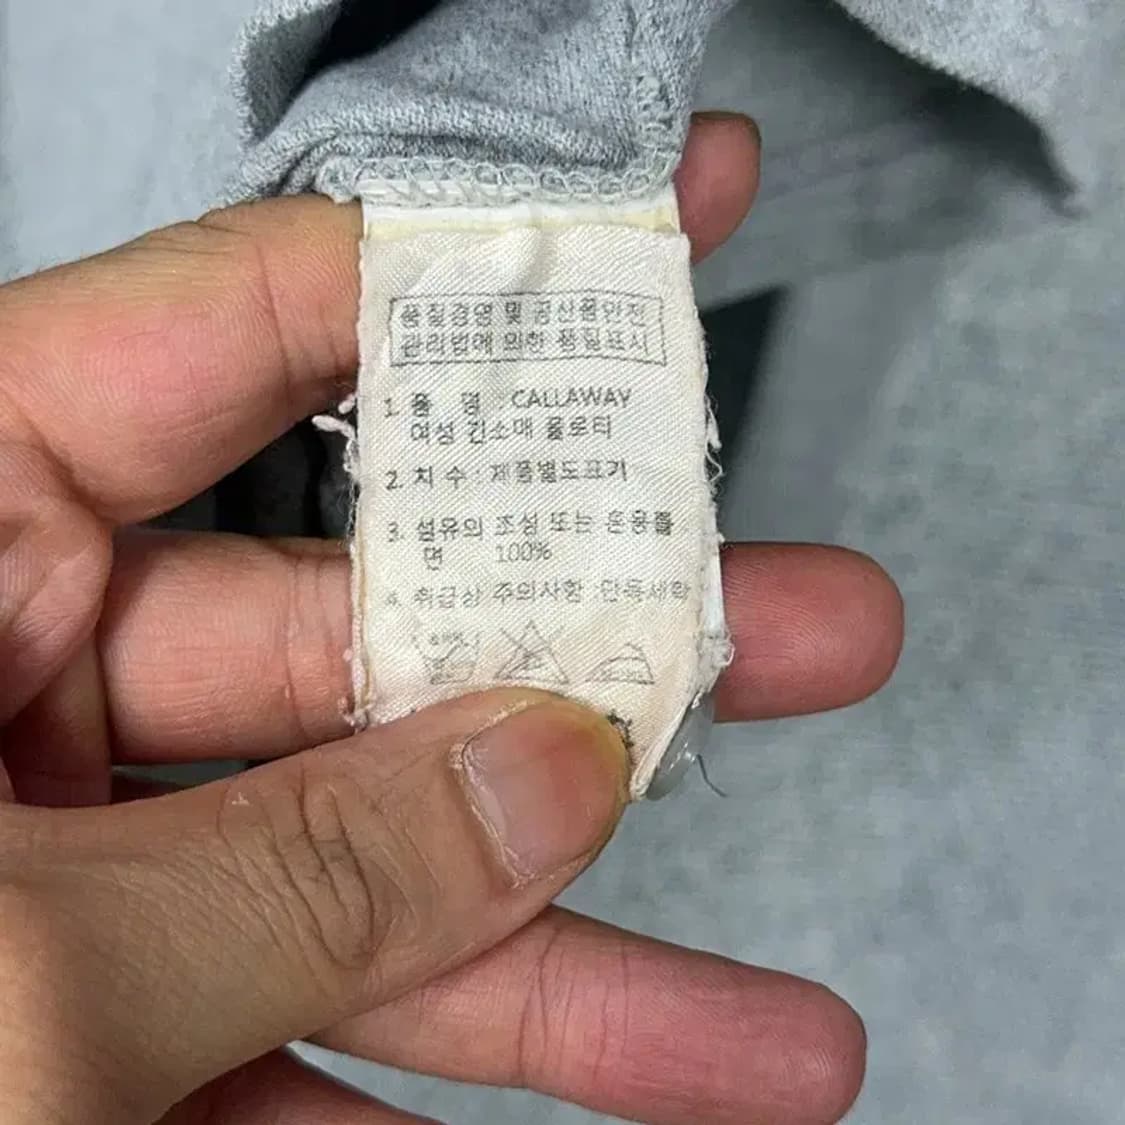 품질경영 및 공산품안전
관리법에 의한 품질표시
1. 품 명 : CALLAWAY
여성 긴소매 폴로티
2. 치 수 : 제품별도표기
3. 섬유의 조성 또는 혼용률
면 100%
4. 취급상 주의사항 :단독세탁